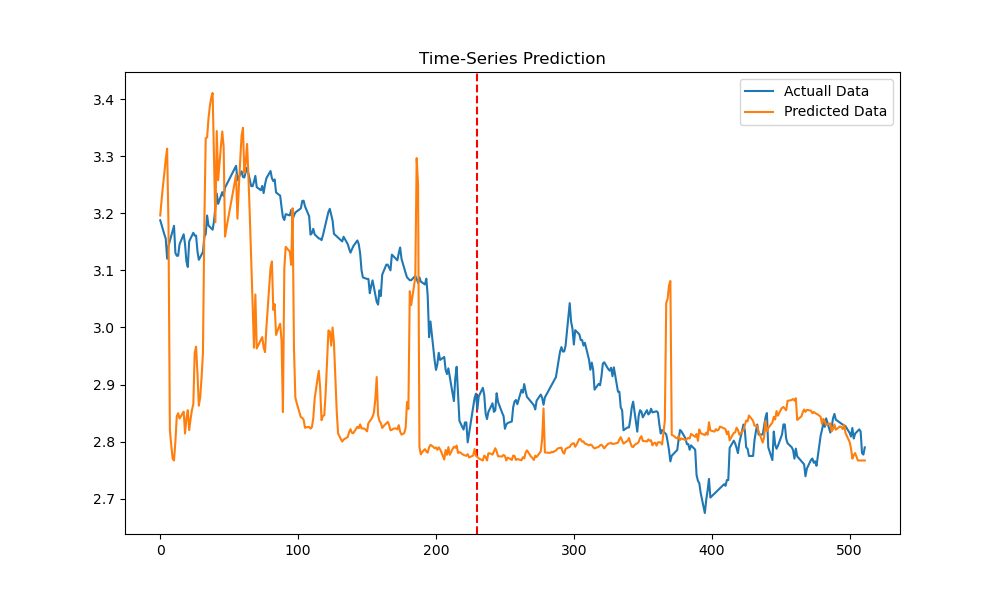 Time-Series Prediction
Actuall Data
Predicted Data
3.4
3.3
3.2
3.1
3.0
2.9
2.8
2.7
0 100 200 300 400 500